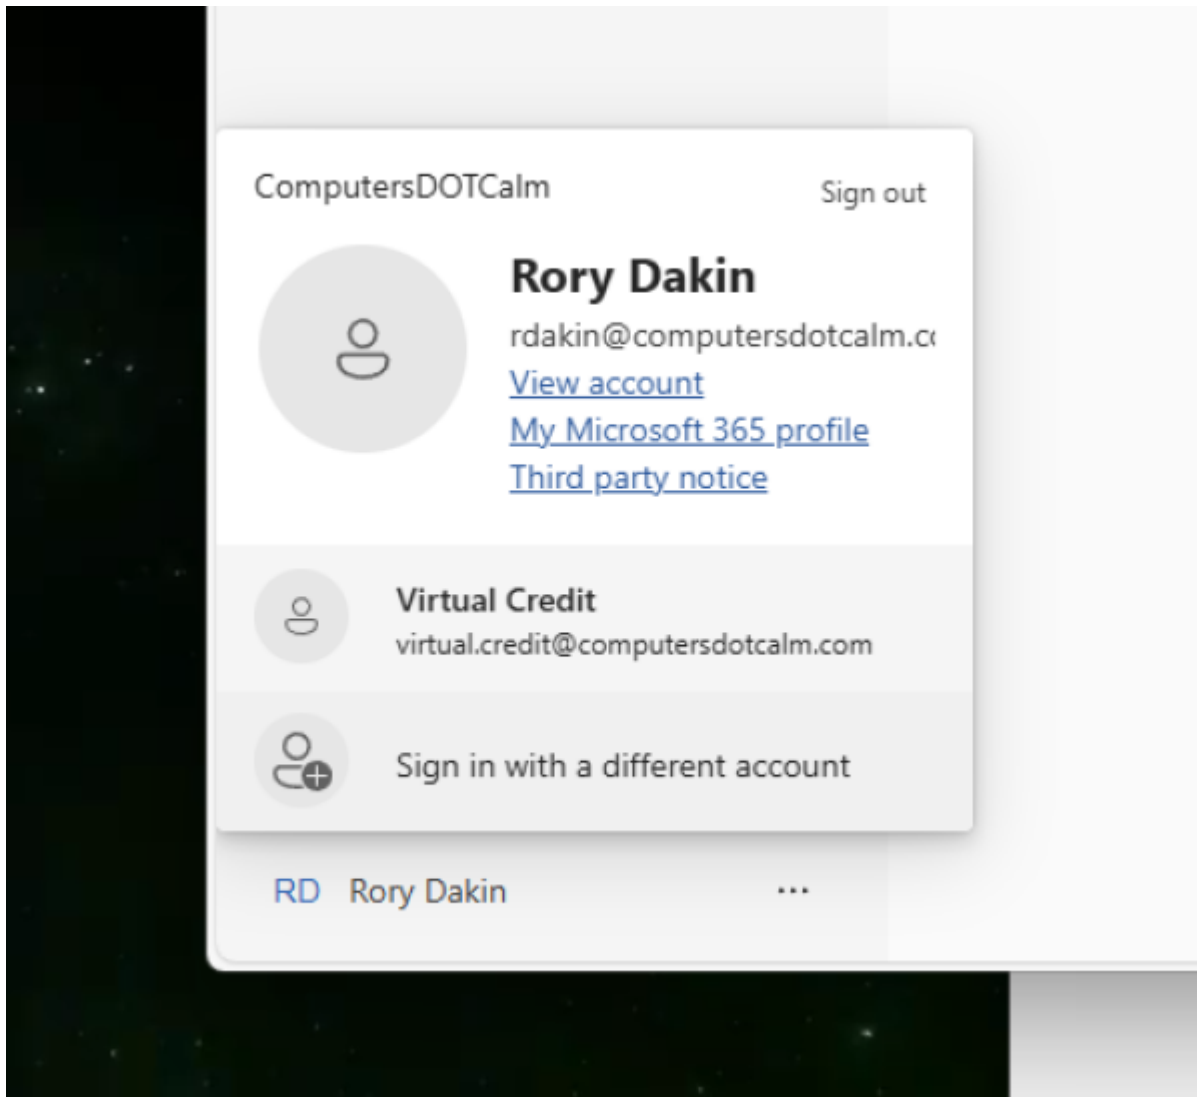 ComputersDOTCalm
Sign out
Rory Dakin
rdakin@computersdotcalm.c
View account
My Microsoft 365 profile
Third party notice
Virtual Credit
virtual.credit@computersdotcalm.com
Sign in with a different account
RD Rory Dakin ...